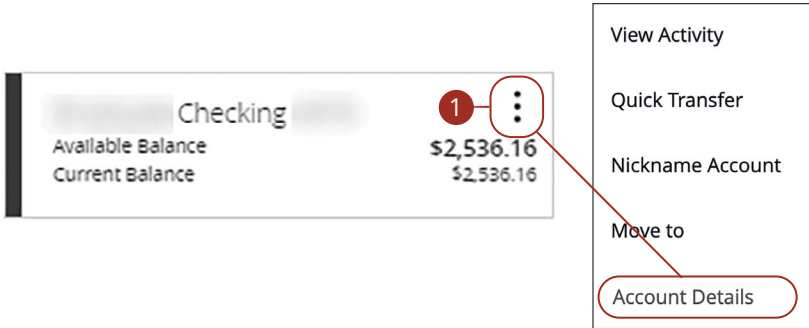 Checking
1
Available Balance
$2,536.16
Current Balance
$2,536.16
View Activity
Quick Transfer
Nickname Account
Move to
Account Details